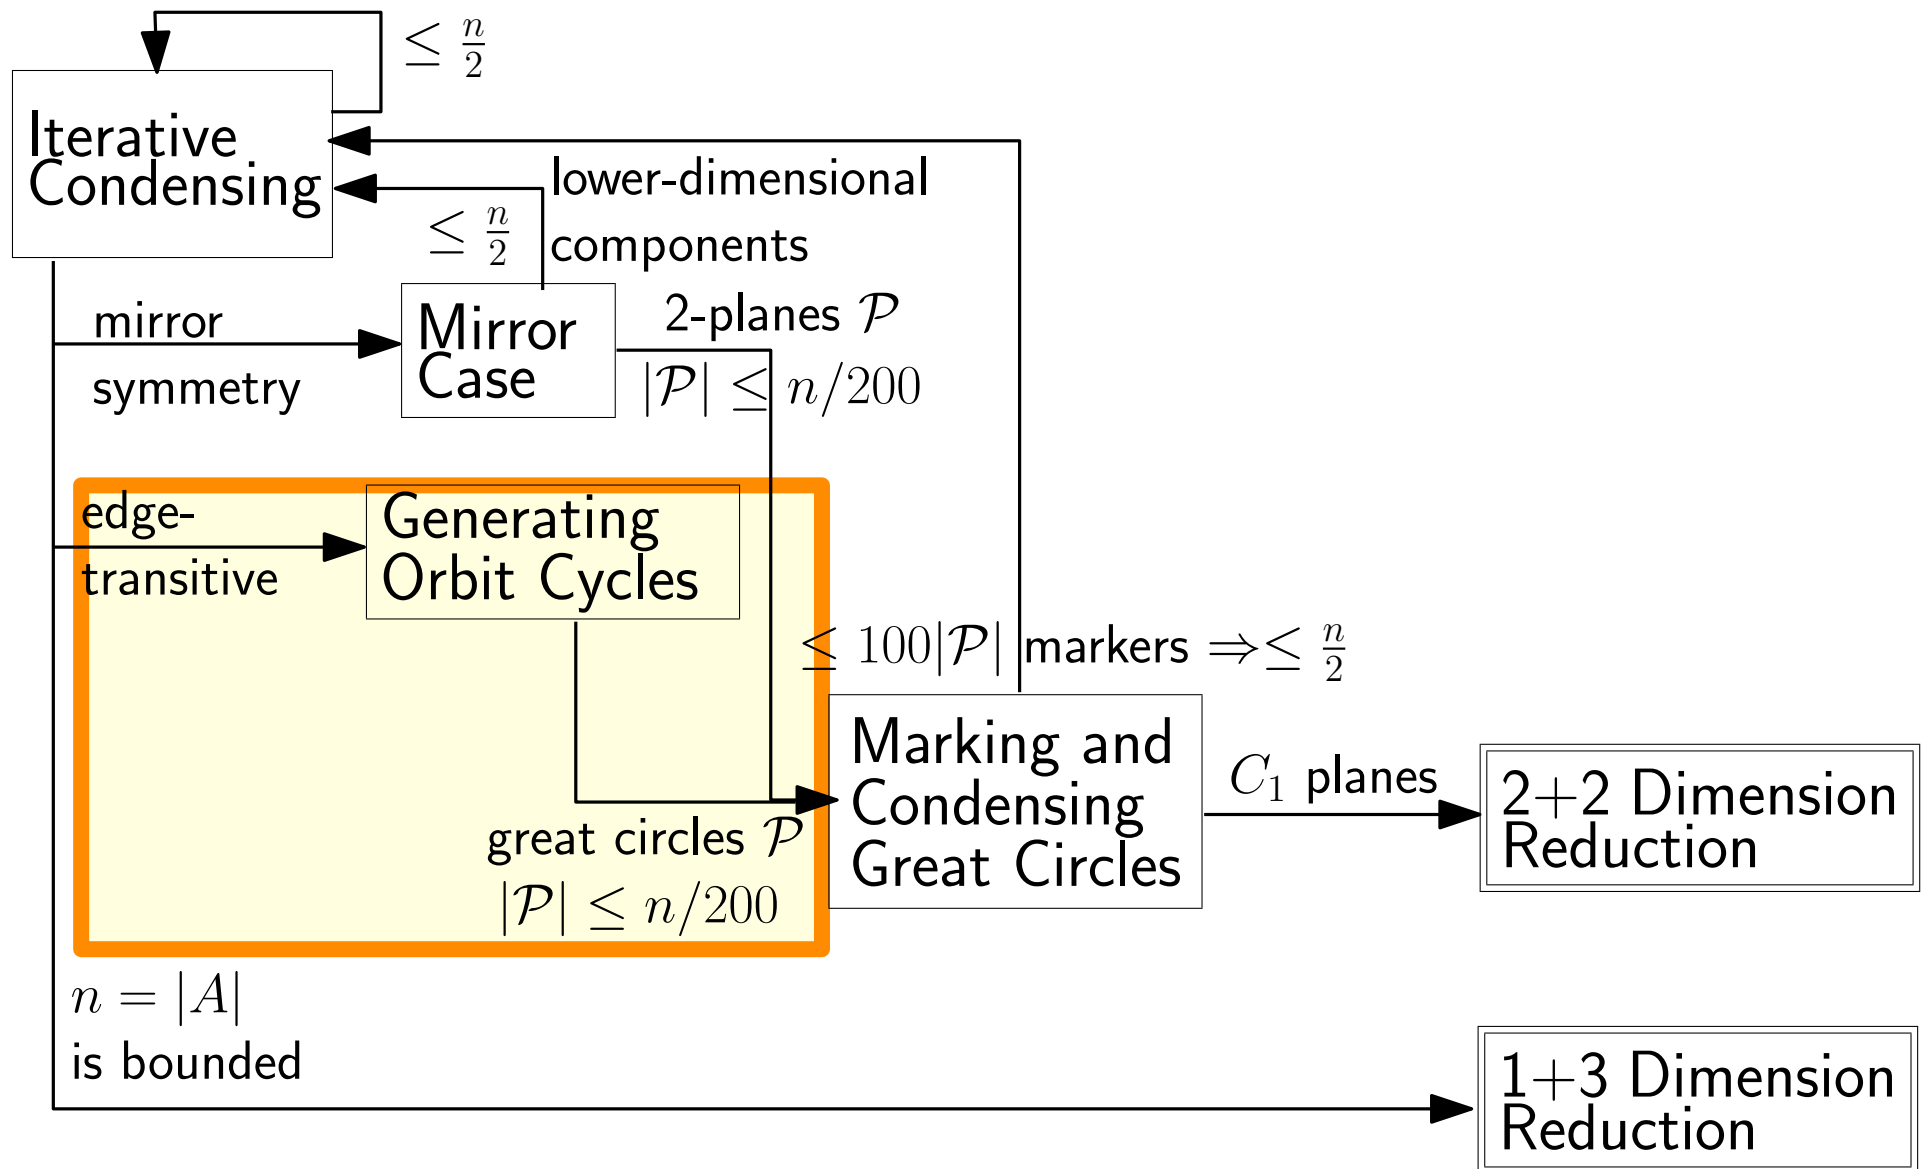 ≤ n/2
Iterative
Condensing
lower-dimensional
≤ n/2
components
mirror
symmetry
Mirror
Case
2-planes 𝒫
|𝒫| ≤ n/200
edge-
transitive
Generating
Orbit Cycles
≤ 100|𝒫| markers ⇒≤ n/2
Marking and
Condensing
Great Circles
C₁ planes
2+2 Dimension
Reduction
great circles 𝒫
|𝒫| ≤ n/200
n = |A|
is bounded
1+3 Dimension
Reduction